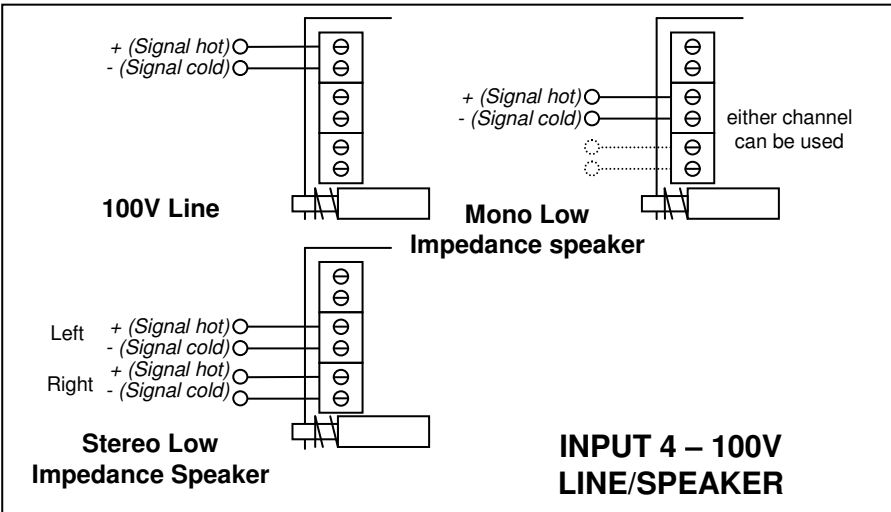 + (Signal hot)
- (Signal cold)
100V Line
+ (Signal hot)
- (Signal cold)
either channel
can be used
Mono Low
Impedance speaker
Left + (Signal hot)
- (Signal cold)
Right + (Signal hot)
- (Signal cold)
Stereo Low
Impedance Speaker
INPUT 4 – 100V
LINE/SPEAKER